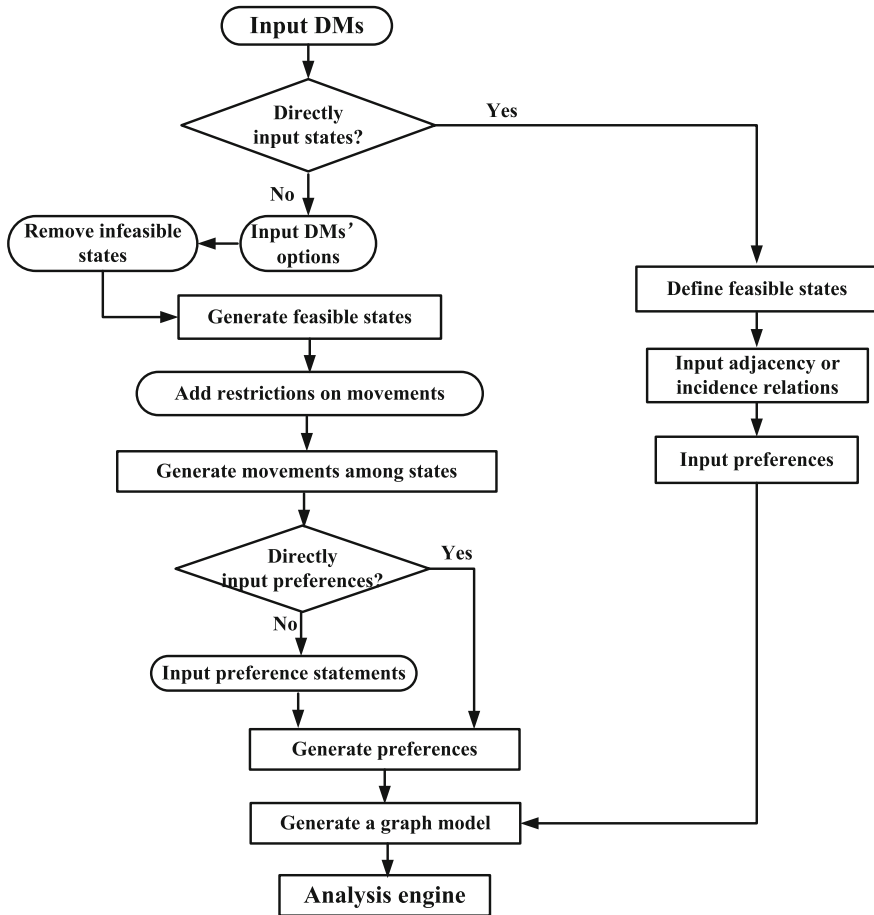 Input DMs
Directly
input states?
Yes
No
Remove infeasible
states
Input DMs’
options
Define feasible states
Generate feasible states
Input adjacency or
incidence relations
Add restrictions on movements
Input preferences
Generate movements among states
Directly
input preferences?
Yes
No
Input preference statements
Generate preferences
Generate a graph model
Analysis engine